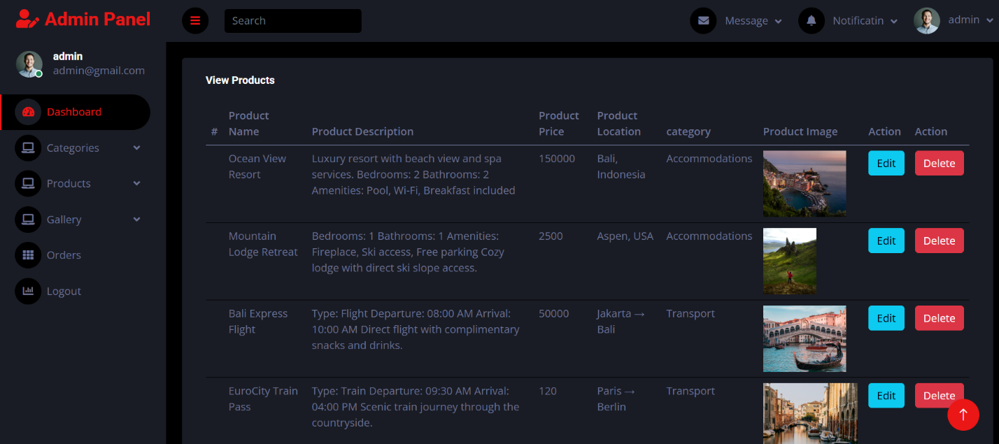 Admin Panel
Search
Message
Notificatin
admin
admin
admin@gmail.com
Dashboard
Categories
Products
Gallery
Orders
Logout
View Products
#
Product
Name
Product Description
Product
Price
Product
Location
category
Product Image
Action
Action
Ocean View
Resort
Luxury resort with beach view and spa
services. Bedrooms: 2 Bathrooms: 2
Amenities: Pool, Wi-Fi, Breakfast included
150000
Bali,
Indonesia
Accommodations
Edit
Delete
Mountain
Lodge Retreat
Bedrooms: 1 Bathrooms: 1 Amenities:
Fireplace, Ski access, Free parking Cozy
lodge with direct ski slope access.
2500
Aspen, USA
Accommodations
Edit
Delete
Bali Express
Flight
Type: Flight Departure: 08:00 AM Arrival:
10:00 AM Direct flight with complimentary
snacks and drinks.
50000
Jakarta →
Bali
Transport
Edit
Delete
EuroCity Train
Pass
Type: Train Departure: 09:30 AM Arrival:
04:00 PM Scenic train journey through the
countryside.
120
Paris →
Berlin
Transport
Edit
Delete